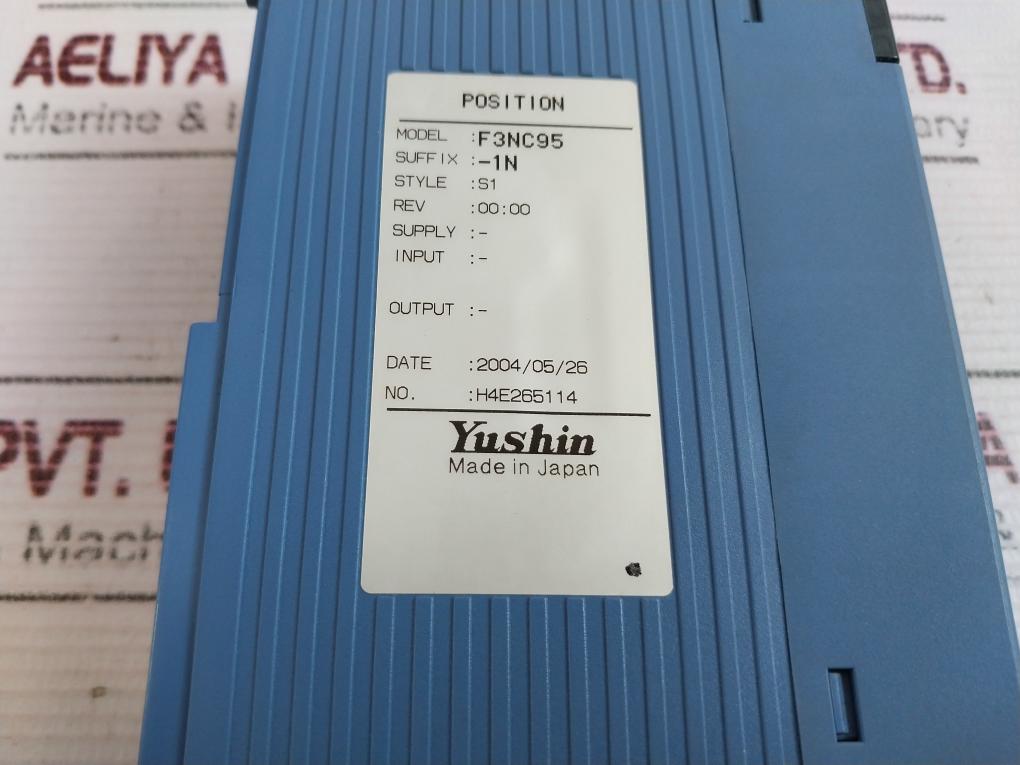 AELIYA
TD.
Marine &
ary
POSITION
MODEL :F3NC95
SUFFIX :-1N
STYLE :S1
REV :00:00
SUPPLY :-
INPUT :-
OUTPUT :-
DATE :2004/05/26
NO. :H4E265114
Yushin
Made in Japan
PVT.
&